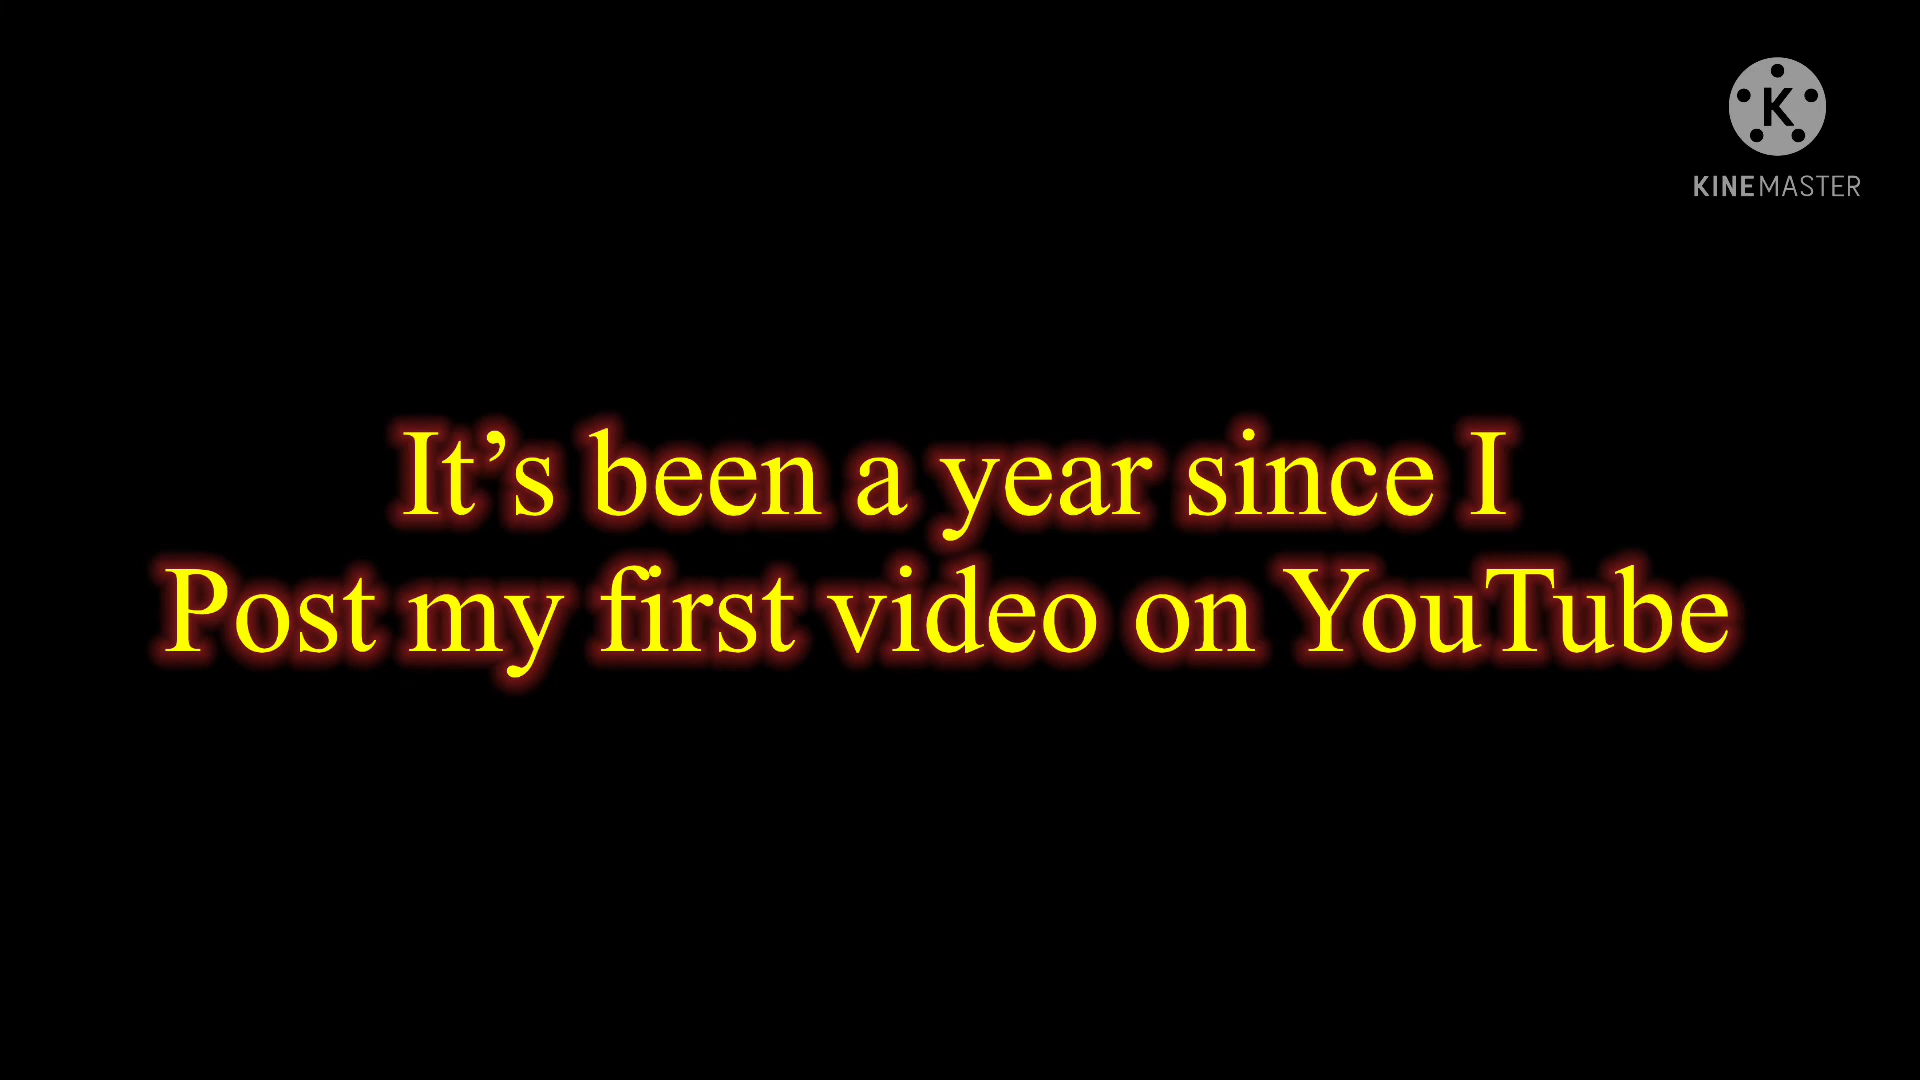 K
KINEMASTER
It’s been a year since I
Post my first video on YouTube